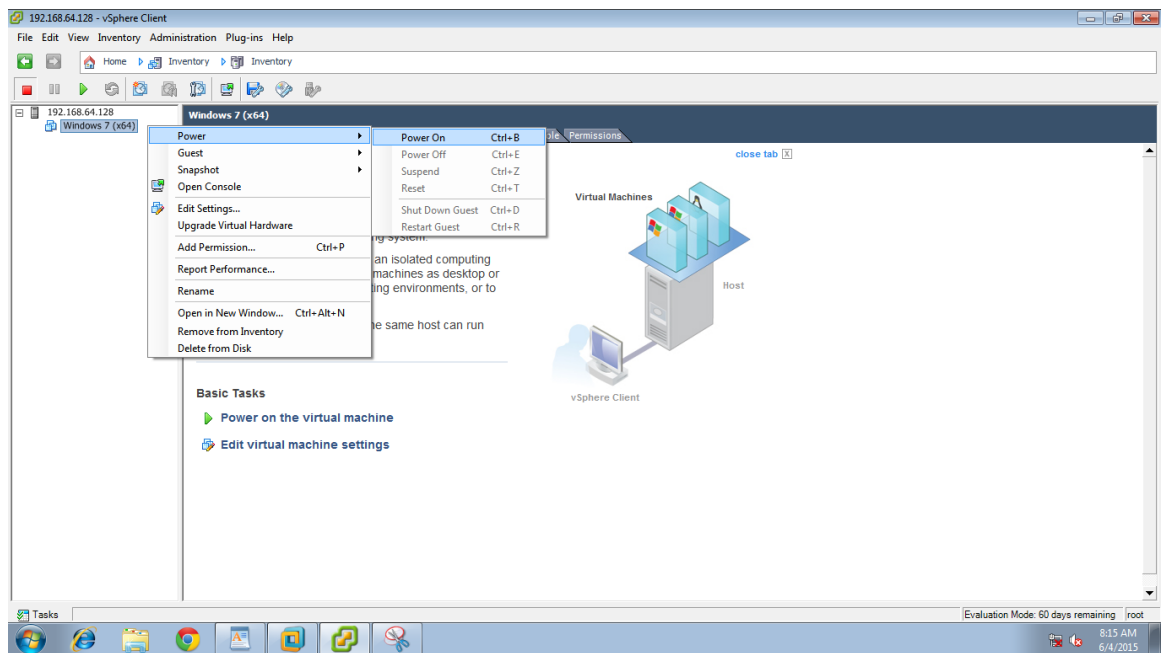 192.168.64.128 - vSphere Client
File Edit View Inventory Administration Plug-ins Help
Home Inventory Inventory
192.168.64.128
Windows 7 (x64)
Windows 7 (x64)
Permissions
close tab X
Power
Guest
Snapshot
Open Console
Edit Settings...
Upgrade Virtual Hardware
Add Permission... Ctrl+P
Report Performance...
Rename
Open in New Window... Ctrl+Alt+N
Remove from Inventory
Delete from Disk
Power On Ctrl+B
Power Off Ctrl+E
Suspend Ctrl+Z
Reset Ctrl+T
Shut Down Guest Ctrl+D
Restart Guest Ctrl+R
system.
an isolated computing
machines as desktop or
environments, or to
same host can run
Virtual Machines
Host
vSphere Client
Basic Tasks
Power on the virtual machine
Edit virtual machine settings
Tasks
Evaluation Mode: 60 days remaining root
8:15 AM
6/4/2015